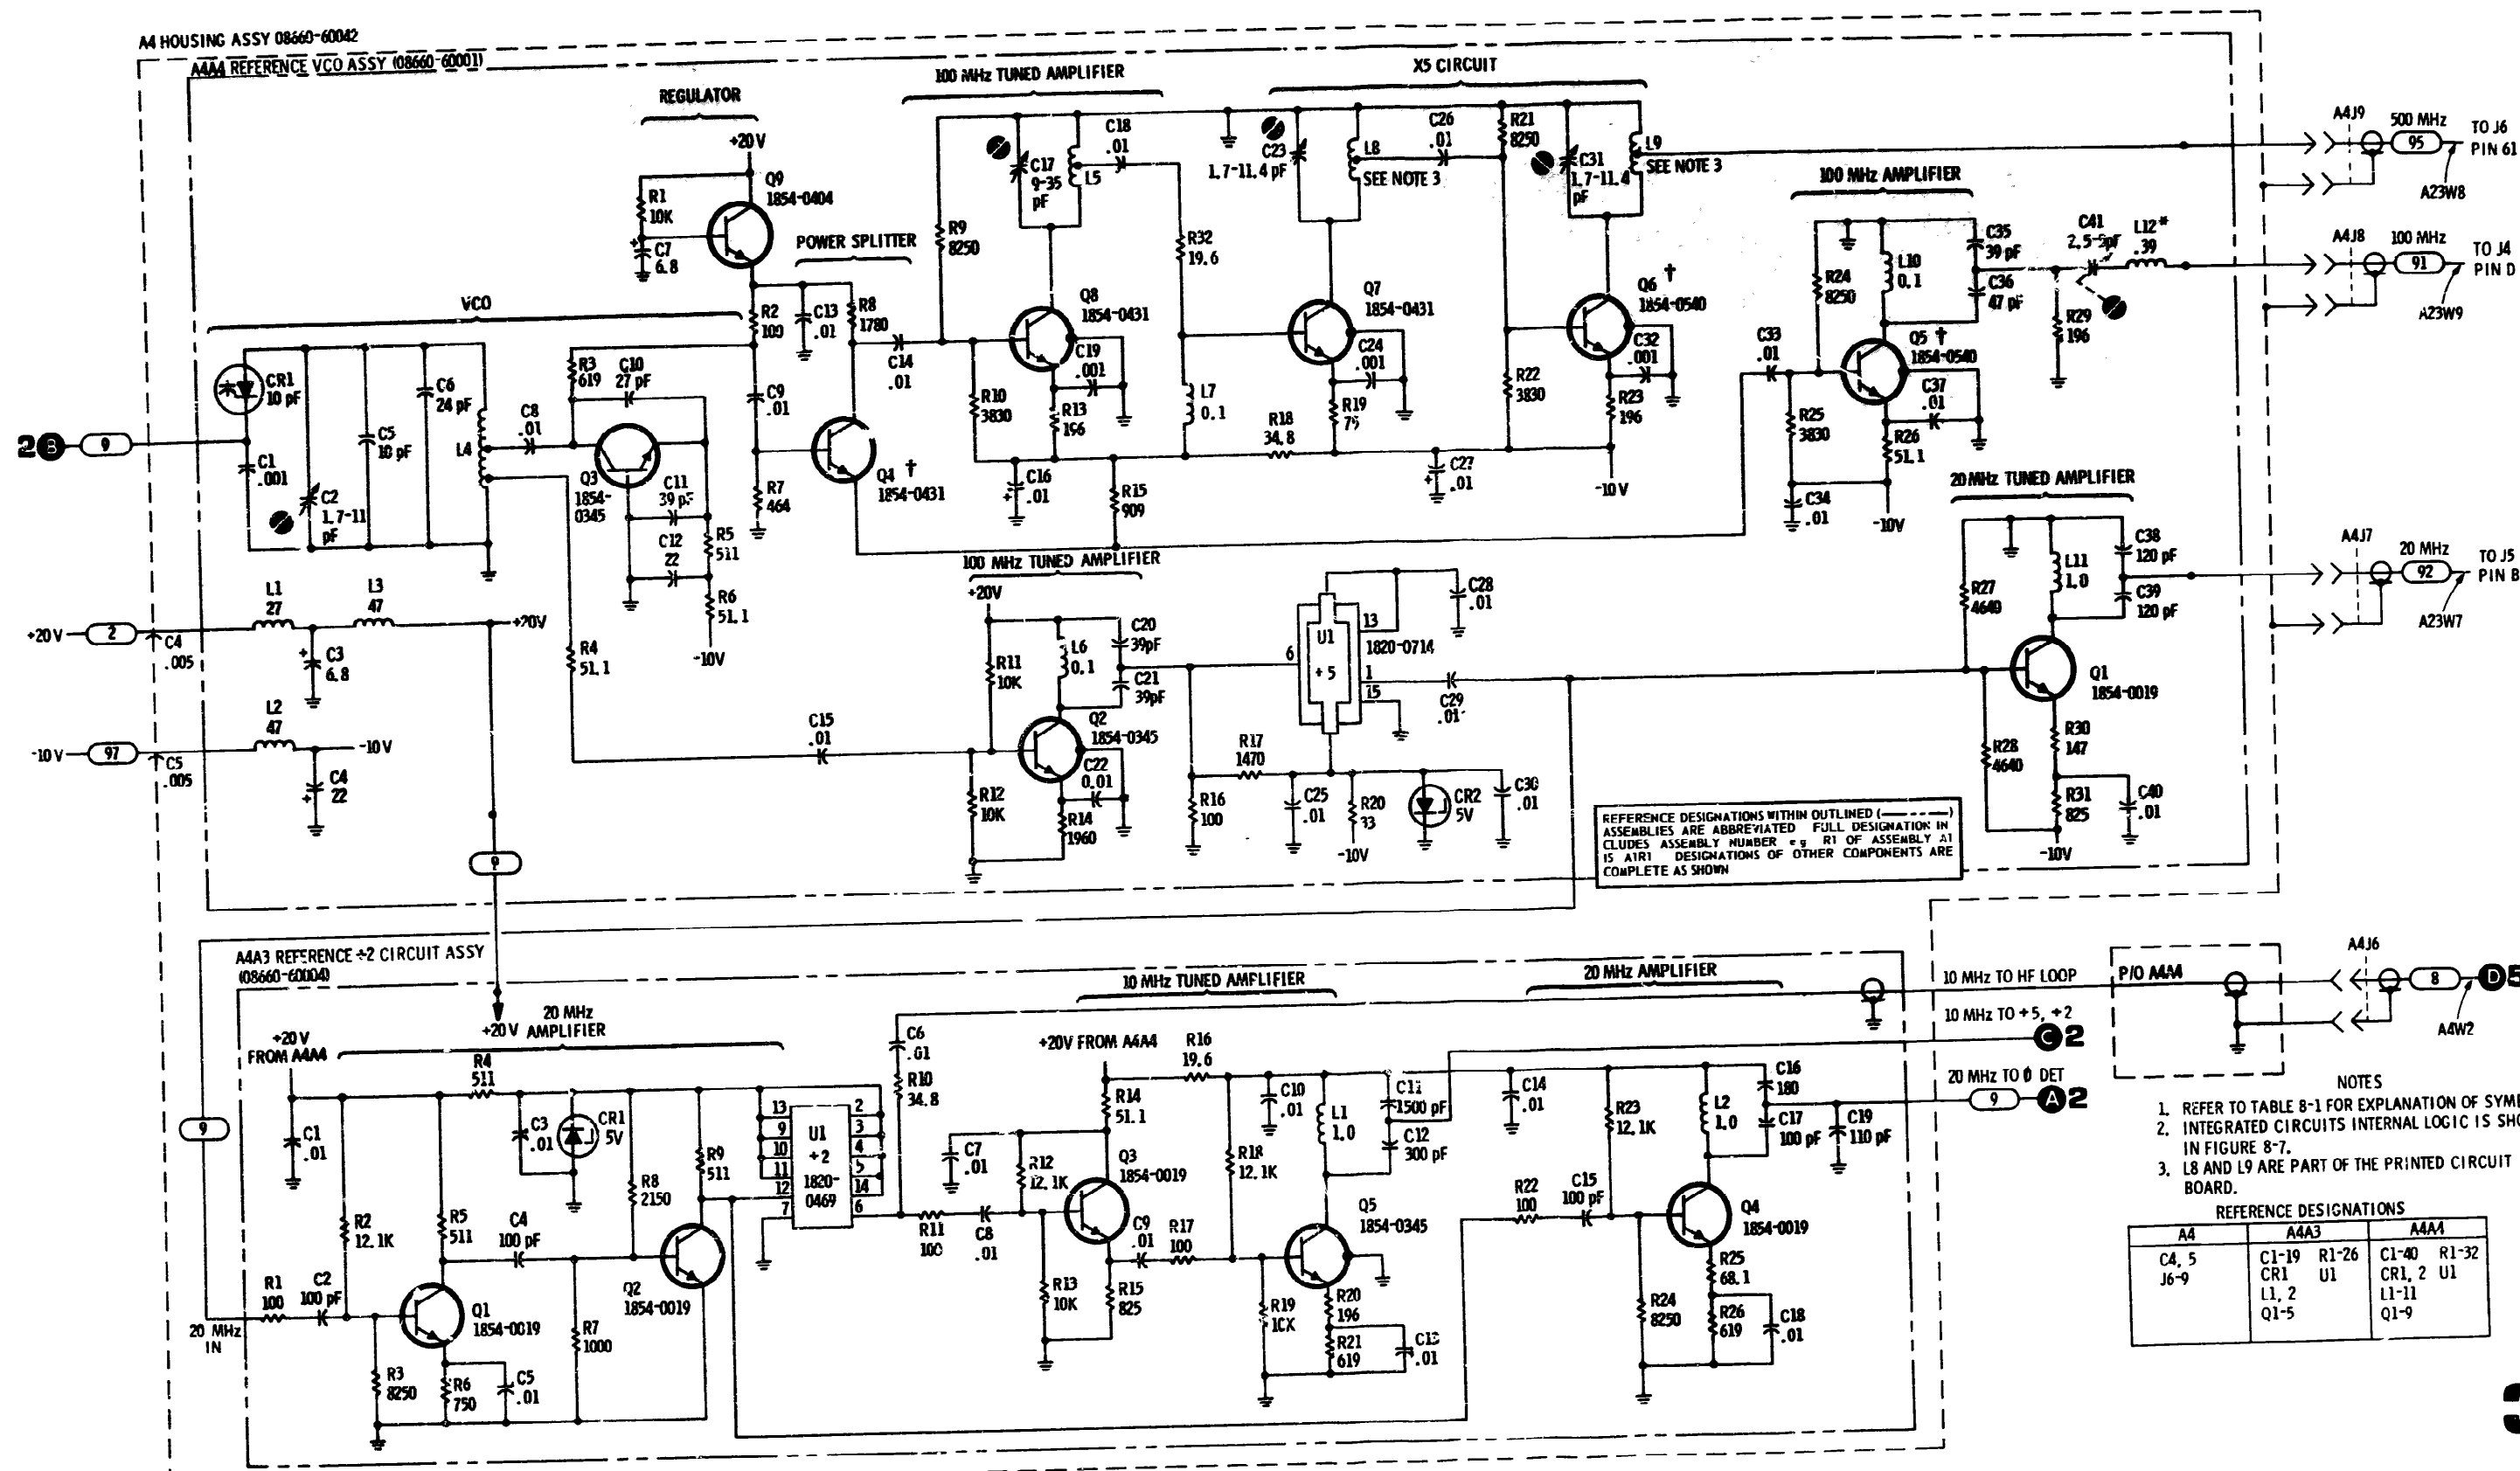 A4 HOUSING ASSY 08660-60042
A4A4 REFERENCE VCO ASSY (08660-60001)
REGULATOR
+20 V
R1
10K
C7
6.8
Q9
1854-0404
POWER SPLITTER
100 MHz TUNED AMPLIFIER
X5 CIRCUIT
R9
8250
C17
9-35
pF
L5
C18
.01
R32
19.6
C23
1.7-11.4 pF
L8
SEE NOTE 3
C26
.01
R21
8250
C31
1.7-11.4
pF
L9
SEE NOTE 3
A4J9
500 MHz
95
TO J6
PIN 61
A23W8
100 MHz AMPLIFIER
R24
8250
L10
0.1
C35
39 pF
C36
47 pF
C41
2.5-9pF
L12*
.39
R29
196
A4J8
100 MHz
91
TO J4
PIN D
A23W9
VCO
R2
100
C13
.01
R8
1780
C14
.01
Q8
1854-0431
C19
.001
R10
3830
R13
196
L7
0.1
Q7
1854-0431
C24
.001
R19
75
R18
34.8
R22
3830
Q6 †
1854-0540
C32
.001
R23
196
-10 V
C33
.01
Q5 †
1854-0540
C37
.01
R25
3830
R26
51.1
C34
.01
-10V
2 B
9
CR1
10 pF
C1
.001
C2
1.7-11
pF
C5
10 pF
C6
24 pF
L4
C8
.01
R3
619
C10
27 pF
Q3
1854-
0345
C11
39 pF
C12
22
R5
511
R6
51.1
-10V
C9
.01
R7
464
Q4 †
1854-0431
C16
.01
R15
909
C27
.01
20 MHz TUNED AMPLIFIER
R27
4640
L11
1.0
C38
120 pF
C39
120 pF
A4J7
20 MHz
92
TO J5
PIN B
A23W7
100 MHz TUNED AMPLIFIER
+20V
R11
10K
L6
0.1
C20
39pF
C21
39pF
U1
÷5
6
13
1820-0714
1
15
C28
.01
C29
.01
Q1
1854-0019
R28
4640
R30
147
R31
825
C40
.01
-10V
+20 V
2
C4
.005
L1
27
L3
47
+20V
C3
6.8
L2
47
-10 V
97
C5
.005
-10 V
C4
22
R4
51.1
C15
.01
Q2
1854-0345
C22
0.01
R12
10K
R14
1960
R17
1470
R16
100
C25
.01
R20
33
-10V
CR2
5V
C30
.01
REFERENCE DESIGNATIONS WITHIN OUTLINED (— - - —)
ASSEMBLIES ARE ABBREVIATED FULL DESIGNATION IN
CLUDES ASSEMBLY NUMBER e g R1 OF ASSEMBLY A1
IS A1R1 DESIGNATIONS OF OTHER COMPONENTS ARE
COMPLETE AS SHOWN
9
A4A3 REFERENCE ÷2 CIRCUIT ASSY
(08660-60004)
+20 V
FROM A4A4
+20 V
20 MHz
AMPLIFIER
10 MHz TUNED AMPLIFIER
20 MHz AMPLIFIER
10 MHz TO HF LOOP
P/O A4A4
A4J6
8
D 5
A4W2
10 MHz TO ÷5, ÷2
C 2
20 MHz TO Ø DET
9
A 2
9
C1
.01
R4
511
C3
.01
CR1
5V
R2
12.1K
R5
511
C4
100 pF
R8
2150
R9
511
13
9
10
11
12
7
U1
÷2
1820-
0469
2
3
4
5
14
6
C6
.01
R10
34.8
+20V FROM A4A4
R14
51.1
R16
19.6
C7
.01
R12
12.1K
Q3
1854-0019
R18
12.1K
C10
.01
L1
1.0
C11
1500 pF
C12
300 pF
C14
.01
R23
12.1K
L2
1.0
C16
180
C17
100 pF
C19
110 pF
R11
100
C8
.01
C9
.01
R17
100
R13
10K
R15
825
Q5
1854-0345
R19
10K
R20
196
R21
619
C13
.01
R22
100
C15
100 pF
Q4
1854-0019
R24
8250
R25
68.1
R26
619
C18
.01
20 MHz
IN
R1
100
C2
100 pF
Q1
1854-0019
R3
8250
R6
750
C5
.01
R7
1000
Q2
1854-0019
NOTES
1. REFER TO TABLE 8-1 FOR EXPLANATION OF SYMB
2. INTEGRATED CIRCUITS INTERNAL LOGIC IS SHO
IN FIGURE 8-7.
3. L8 AND L9 ARE PART OF THE PRINTED CIRCUIT
BOARD.
REFERENCE DESIGNATIONS
A4 A4A3 A4A4
C4, 5 C1-19 R1-26 C1-40 R1-32
J6-9 CR1 U1 CR1, 2 U1
L1, 2 L1-11
Q1-5 Q1-9